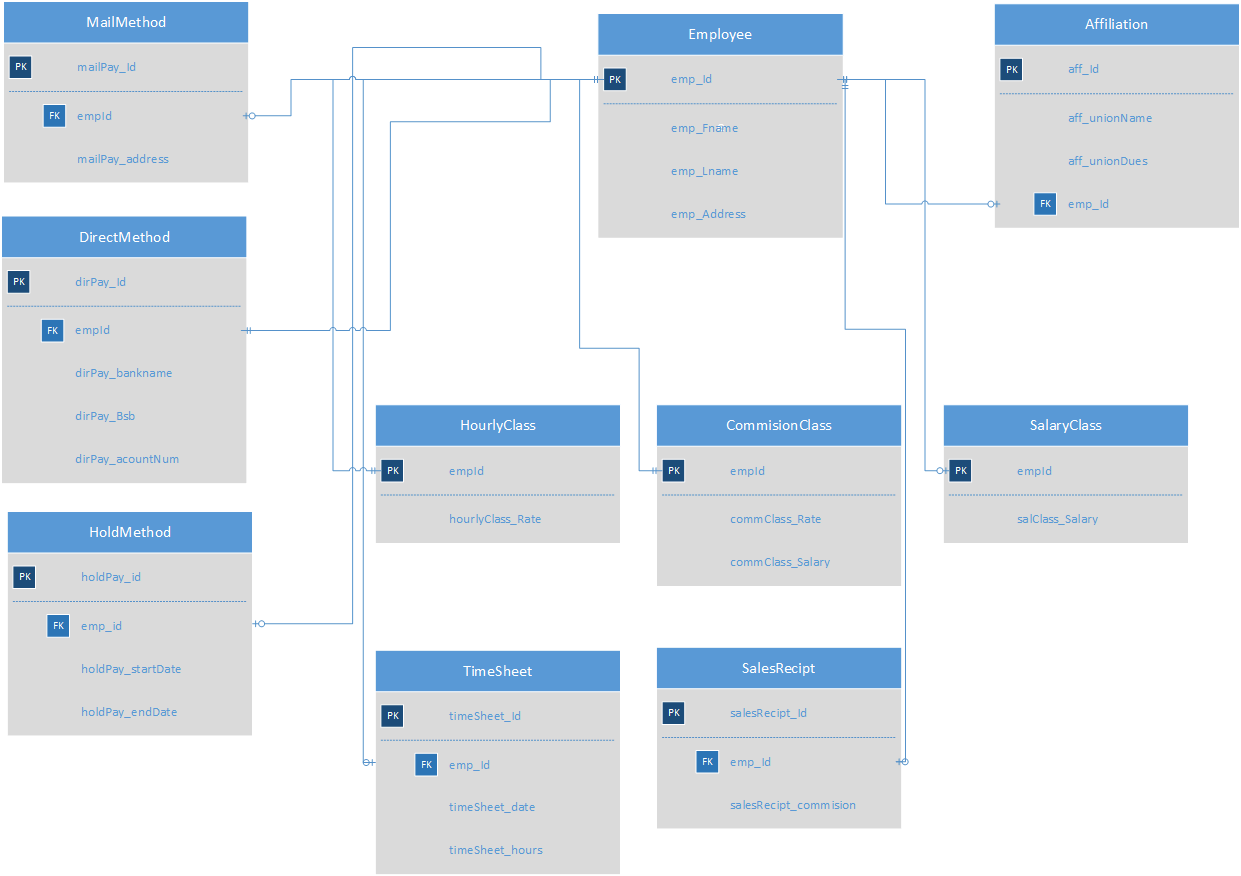 MailMethod
PK mailPay_Id
FK empId
mailPay_address
Employee
PK emp_Id
emp_Fname
emp_Lname
emp_Address
Affiliation
PK aff_Id
aff_unionName
aff_unionDues
FK emp_Id
DirectMethod
PK dirPay_Id
FK empId
dirPay_bankname
dirPay_Bsb
dirPay_acountNum
HourlyClass
PK empId
hourlyClass_Rate
CommisionClass
PK empId
commClass_Rate
commClass_Salary
SalaryClass
PK empId
salClass_Salary
HoldMethod
PK holdPay_id
FK emp_id
holdPay_startDate
holdPay_endDate
TimeSheet
PK timeSheet_Id
FK emp_Id
timeSheet_date
timeSheet_hours
SalesRecipt
PK salesRecipt_Id
FK emp_Id
salesRecipt_commision